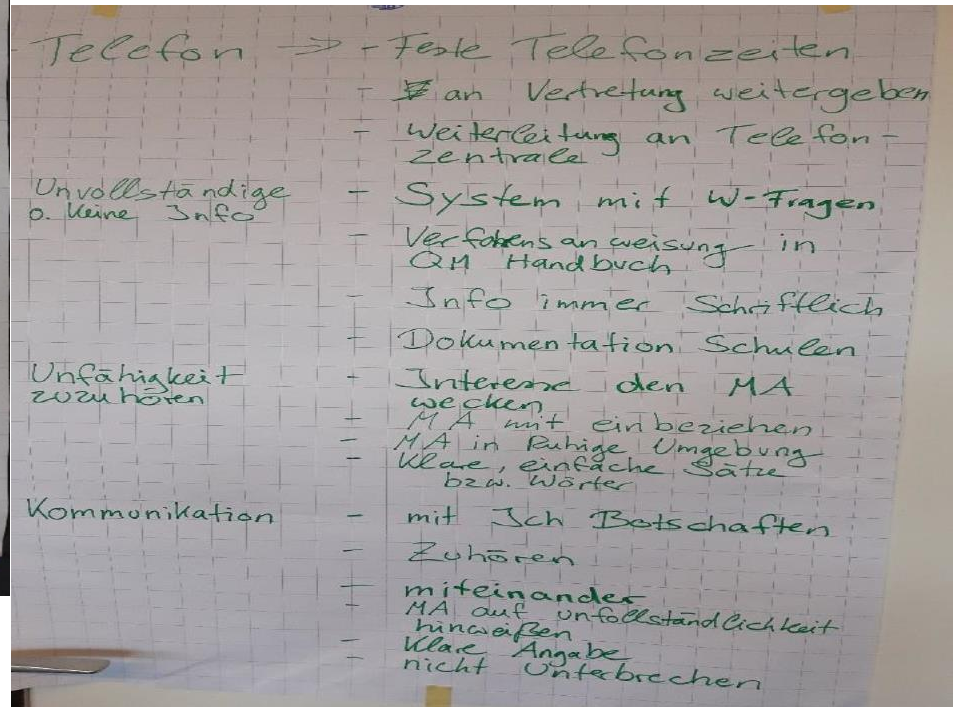 Telefon => - Feste Telefonzeiten
- an Vertretung weitergeben
- Weiterleitung an Telefon-
zentrale
Unvollständige - System mit W-Fragen
o. Keine Info
- Verfahrensanweisung in
QM Handbuch
- Info immer Schriftlich
- Dokumentation Schulen
Unfähigkeit - Interesse den MA
zuzuhören wecken
- MA mit einbeziehen
- MA in Ruhige Umgebung
- Klare, einfache Sätze
bzw. Wörter
Kommunikation - mit Ich Botschaften
- Zuhören
- miteinander
- MA auf unfollständlichkeit
hinweißen
- Klare Angabe
- nicht Unterbrechen